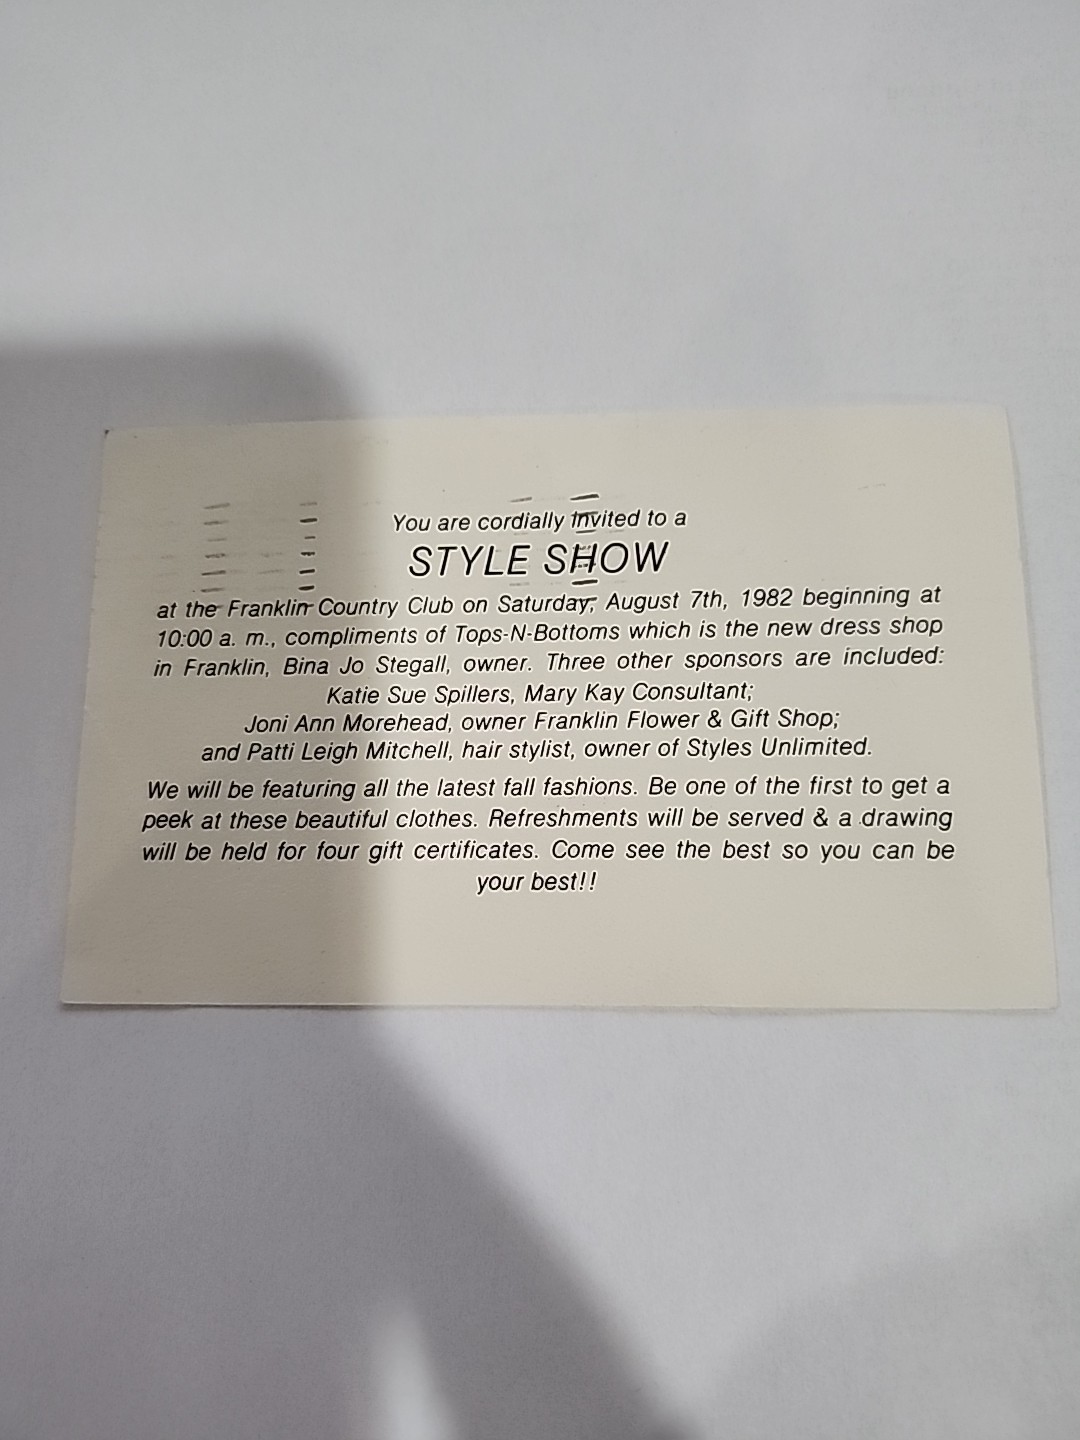 You are cordially invited to a
STYLE SHOW
at the Franklin Country Club on Saturday, August 7th, 1982 beginning at
10:00 a. m., compliments of Tops-N-Bottoms which is the new dress shop
in Franklin, Bina Jo Stegall, owner. Three other sponsors are included:
Katie Sue Spillers, Mary Kay Consultant;
Joni Ann Morehead, owner Franklin Flower & Gift Shop;
and Patti Leigh Mitchell, hair stylist, owner of Styles Unlimited.
We will be featuring all the latest fall fashions. Be one of the first to get a
peek at these beautiful clothes. Refreshments will be served & a drawing
will be held for four gift certificates. Come see the best so you can be
your best!!